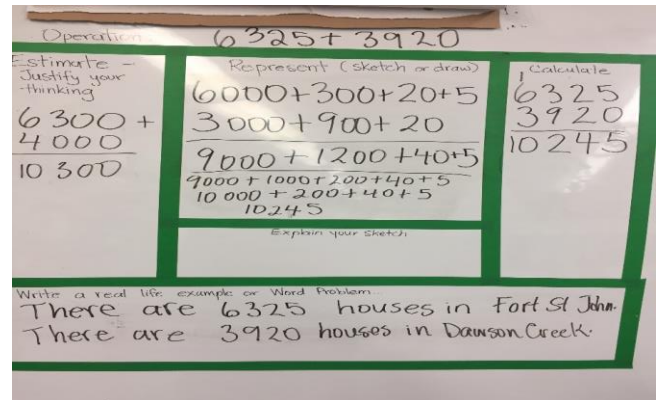 Operation
6325+ 3920
Estimate -
Justify your
thinking
6300 +
4000
10 300
Represent (sketch or draw)
6000+300+20+5
3000+900+ 20
9000+1200+40+5
9000+1000+200+40+5
10 000+200+40+5
10245
Explain your sketch
Calculate
1
6325
3920
10245
Write a real life example or Word Problem...
There are 6325 houses in Fort St John.
There are 3920 houses in Dawson Creek.